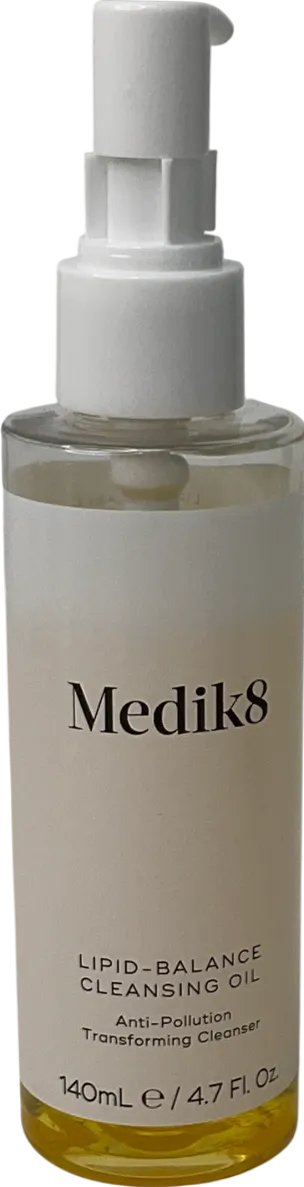 Medik8
LIPID-BALANCE
CLEANSING OIL
Anti-Pollution
Transforming Cleanser
140mL ℮ / 4.7 Fl. Oz.